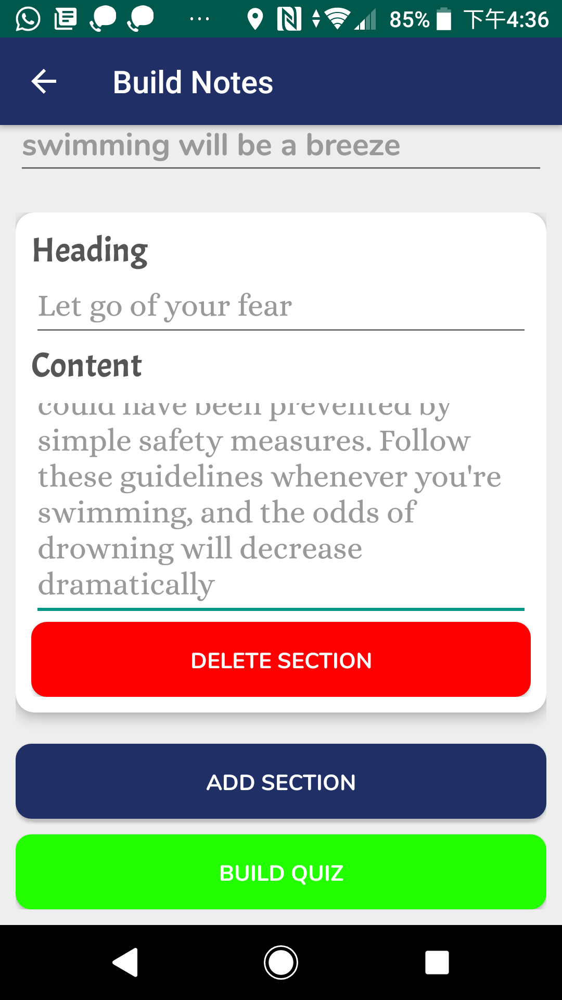 85% 下午4:36
Build Notes
swimming will be a breeze
Heading
Let go of your fear
Content
could have been prevented by
simple safety measures. Follow
these guidelines whenever you're
swimming, and the odds of
drowning will decrease
dramatically
DELETE SECTION
ADD SECTION
BUILD QUIZ